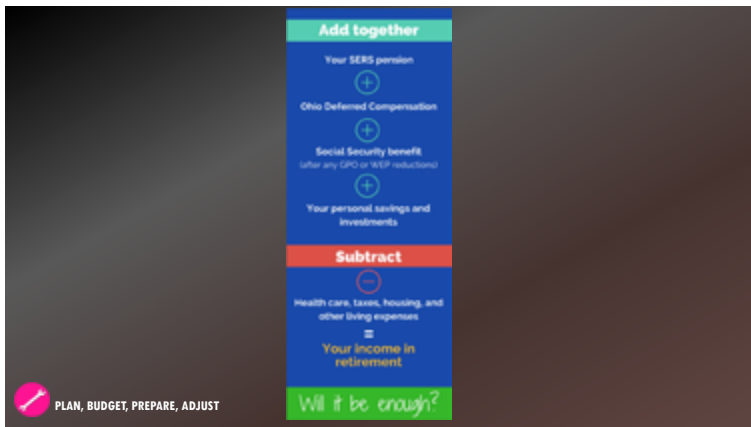 Add together
Your SERS pension
+
Ohio Deferred Compensation
+
Social Security benefit
(after any GPO or WEP reductions)
+
Your personal savings and
investments
Subtract
−
Health care, taxes, housing, and
other living expenses
=
Your income in
retirement
Will it be enough?
PLAN, BUDGET, PREPARE, ADJUST